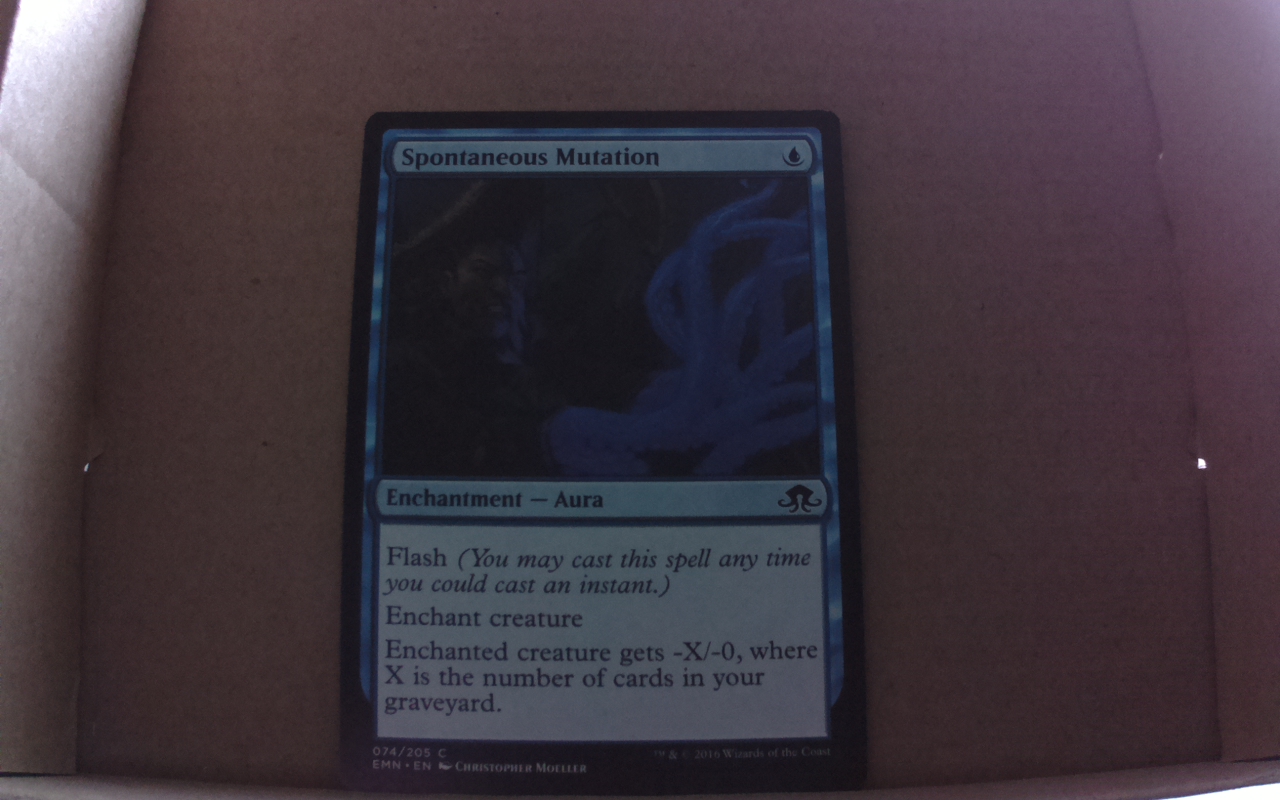 Spontaneous Mutation
Enchantment — Aura
Flash (You may cast this spell any time
you could cast an instant.)
Enchant creature
Enchanted creature gets -X/-0, where
X is the number of cards in your
graveyard.
074/205 C
™ & © 2016 Wizards of the Coast
EMN • EN Christopher Moeller